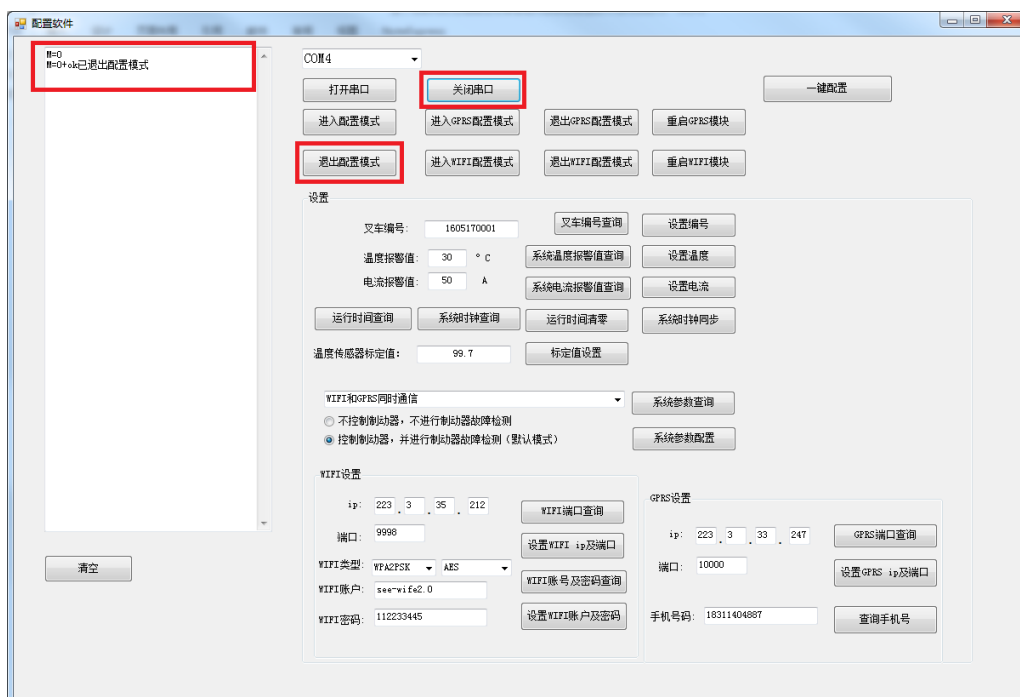 配置软件
M=0
M=0+ok已退出配置模式
COM4
打开串口 关闭串口 一键配置
进入配置模式 进入GPRS配置模式 退出GPRS配置模式 重启GPRS模块
退出配置模式 进入WIFI配置模式 退出WIFI配置模式 重启WIFI模块
设置
叉车编号: 1605170001 叉车编号查询 设置编号
温度报警值: 30 °C 系统温度报警值查询 设置温度
电流报警值: 50 A 系统电流报警值查询 设置电流
运行时间查询 系统时钟查询 运行时间清零 系统时钟同步
温度传感器标定值: 99.7 标定值设置
WIFI和GPRS同时通信 系统参数查询
不控制制动器,不进行制动器故障检测
控制制动器,并进行制动器故障检测(默认模式) 系统参数配置
WIFI设置
ip: 223 . 3 . 35 . 212 WIFI端口查询
端口: 9998 设置WIFI ip及端口
WIFI类型: WPA2PSK AES
WIFI账号及密码查询
WIFI账户: see-wife2.0
WIFI密码: 112233445 设置WIFI账户及密码
GPRS设置
ip: 223 . 3 . 33 . 247 GPRS端口查询
端口: 10000 设置GPRS ip及端口
手机号码: 18311404887 查询手机号
清空